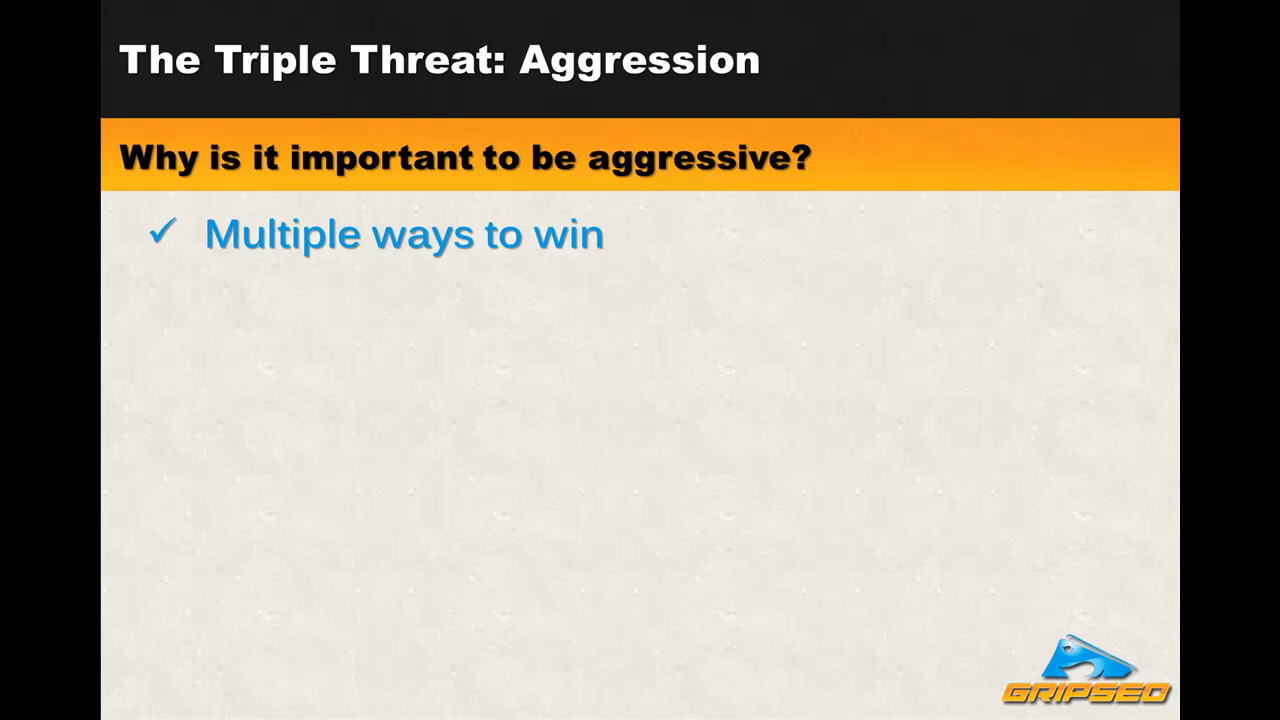 The Triple Threat: Aggression
Why is it important to be aggressive?
✓ Multiple ways to win
GRIPSED